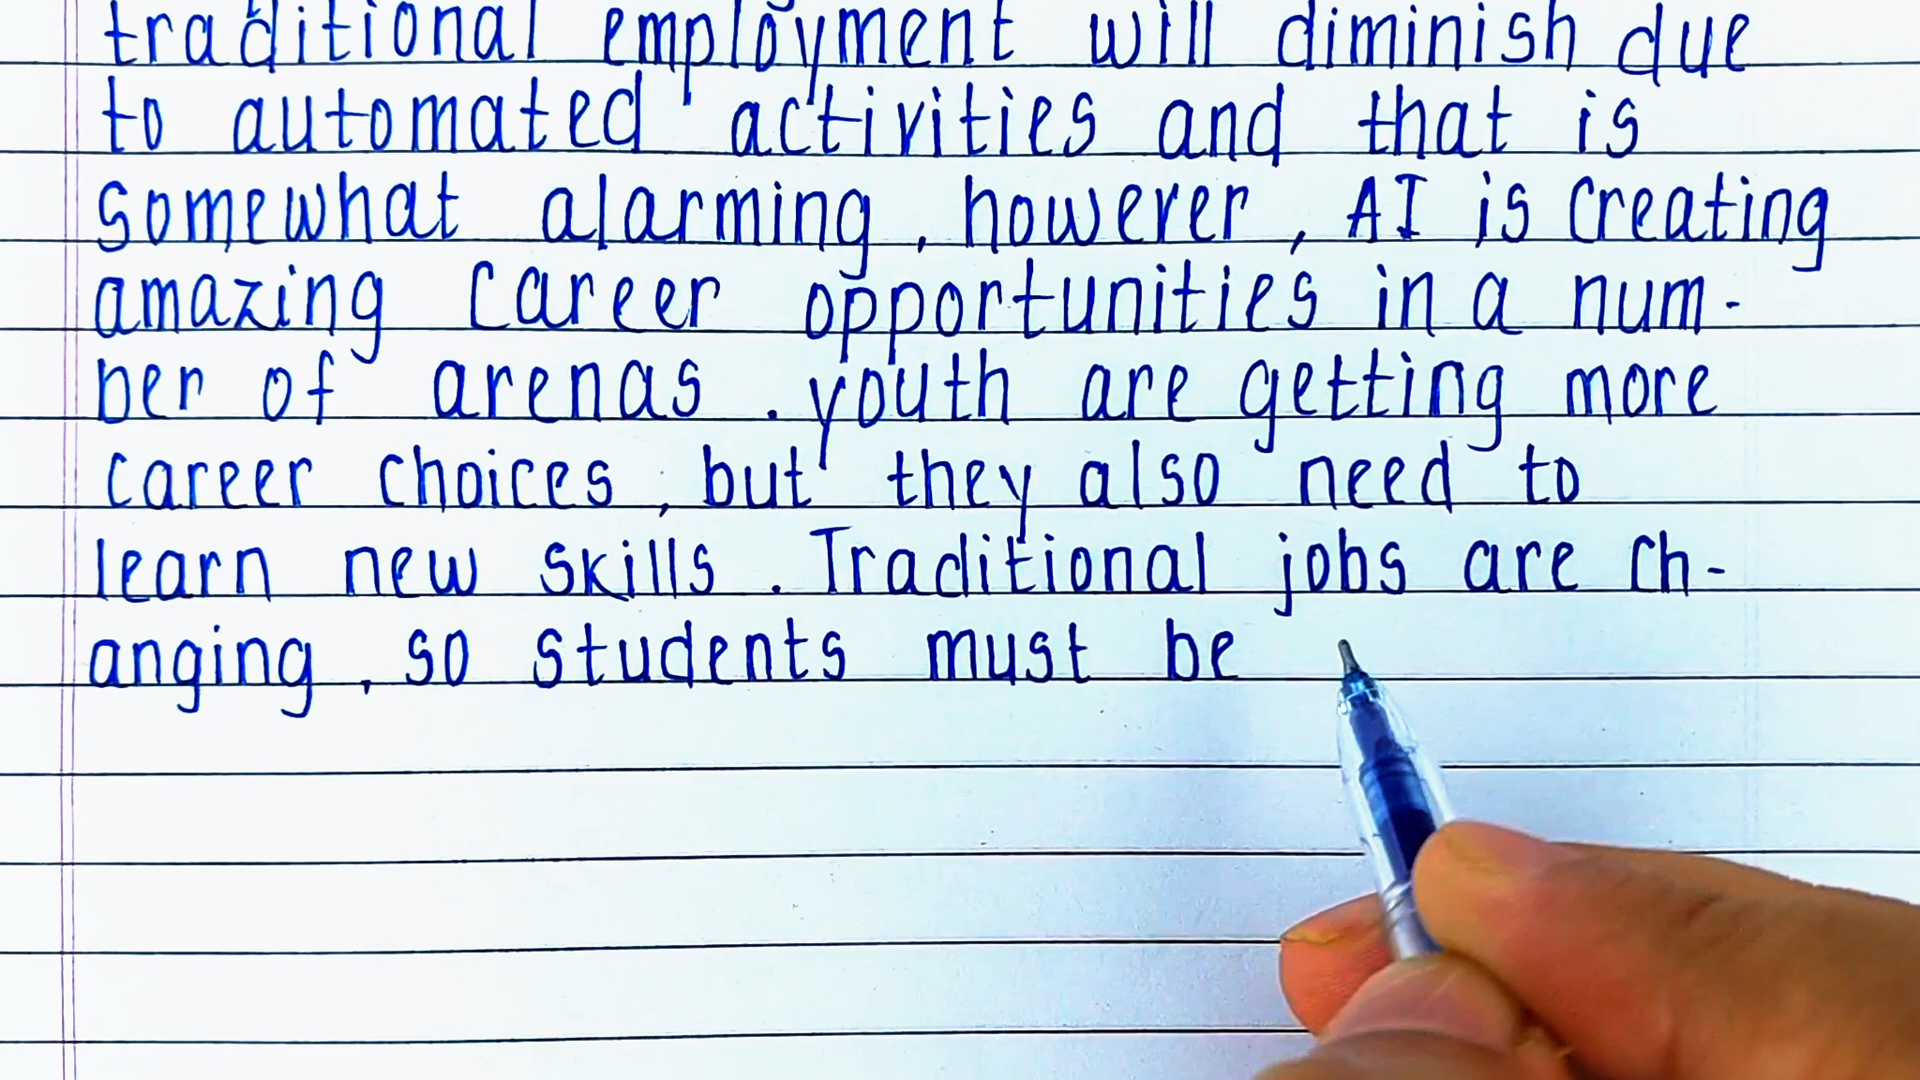 traditional employment will diminish due
to automated activities and that is
somewhat alarming, however, AI is creating
amazing career opportunities in a num-
ber of arenas. youth are getting more
career choices, but they also need to
learn new skills. Traditional jobs are ch-
anging, so students must be